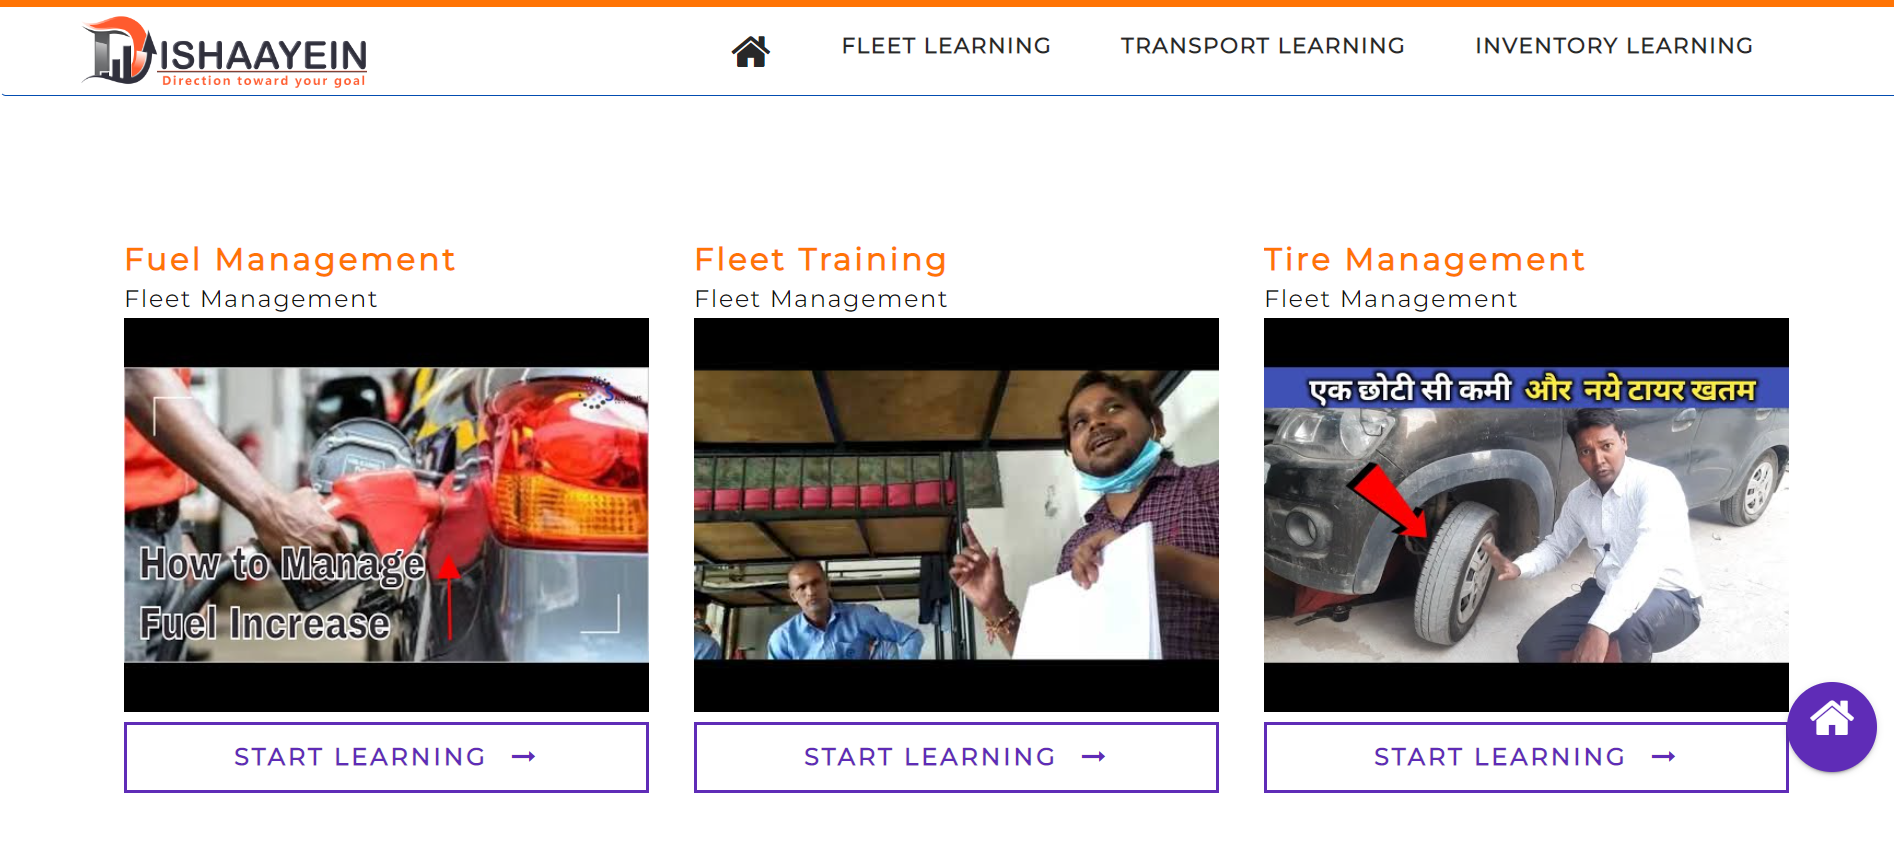 DISHAAYEIN
Direction toward your goal
FLEET LEARNING
TRANSPORT LEARNING
INVENTORY LEARNING
Fuel Management
Fleet Management
How to Manage
Fuel Increase
START LEARNING →
Fleet Training
Fleet Management
START LEARNING →
Tire Management
Fleet Management
एक छोटी सी कमी और नये टायर खतम
START LEARNING →